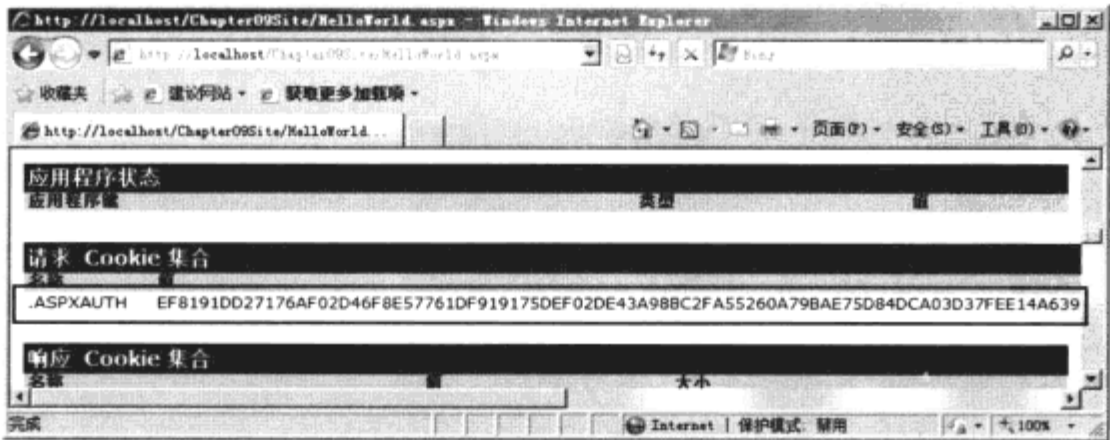 http://localhost/Chapter09Site/HelloWorld.aspx - Windows Internet Explorer
http://localhost/Chapter09Site/HelloWorld.aspx Bing
收藏夹 建议网站 获取更多加载项
http://localhost/Chapter09Site/HelloWorld... 页面(P) 安全(S) 工具(O)
应用程序状态
应用程序键 类型 值
请求 Cookie 集合
名称 值
.ASPXAUTH EF8191DD27176AF02D46F8E57761DF919175DEF02DE43A98BC2FA55260A79BAE75D84DCA03D37FEE14A639
响应 Cookie 集合
名称 值 大小
完成 Internet | 保护模式: 禁用 100%